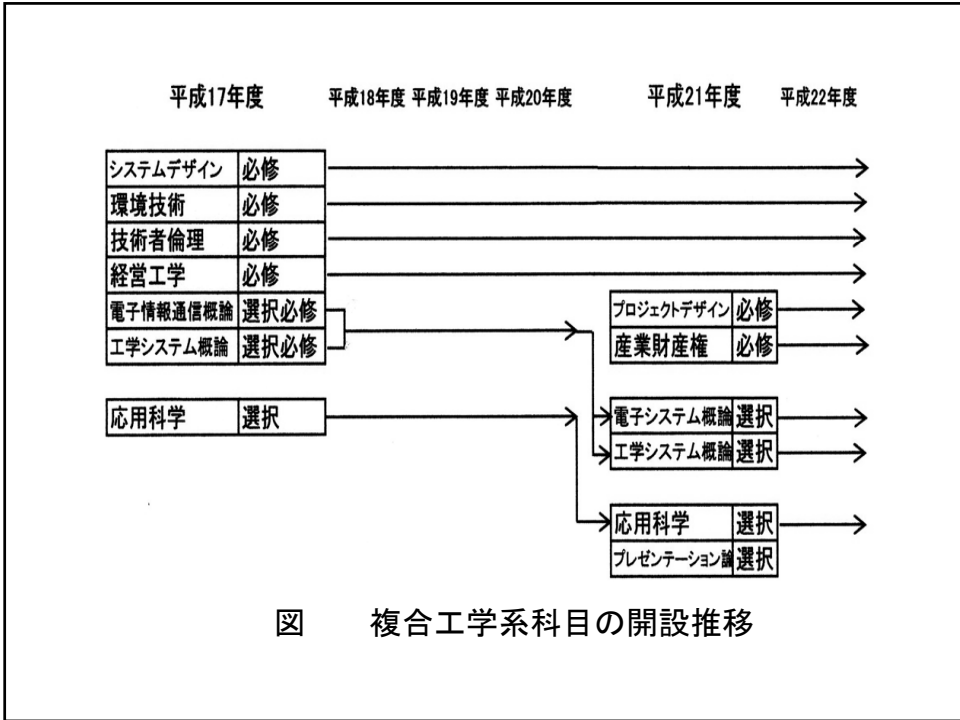 平成17年度 平成18年度 平成19年度 平成20年度 平成21年度 平成22年度
システムデザイン 必修
環境技術 必修
技術者倫理 必修
経営工学 必修
電子情報通信概論 選択必修
工学システム概論 選択必修
応用科学 選択
プロジェクトデザイン 必修
産業財産権 必修
電子システム概論 選択
工学システム概論 選択
応用科学 選択
プレゼンテーション論 選択
図 複合工学系科目の開設推移